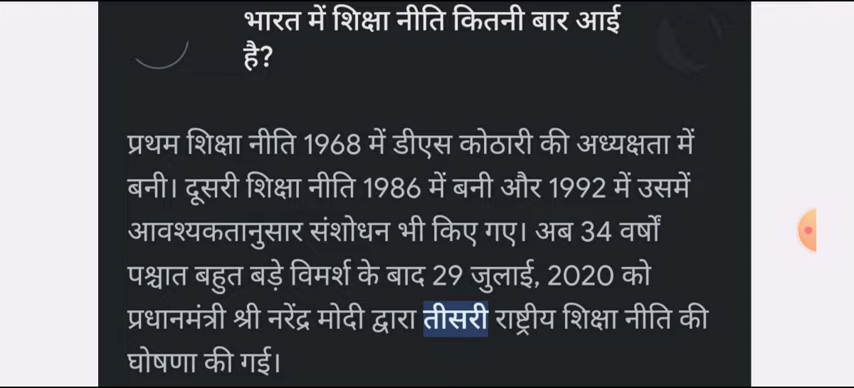 भारत में शिक्षा नीति कितनी बार आई
है?
प्रथम शिक्षा नीति 1968 में डीएस कोठारी की अध्यक्षता में
बनी। दूसरी शिक्षा नीति 1986 में बनी और 1992 में उसमें
आवश्यकतानुसार संशोधन भी किए गए। अब 34 वर्षों
पश्चात बहुत बड़े विमर्श के बाद 29 जुलाई, 2020 को
प्रधानमंत्री श्री नरेंद्र मोदी द्वारा तीसरी राष्ट्रीय शिक्षा नीति की
घोषणा की गई।